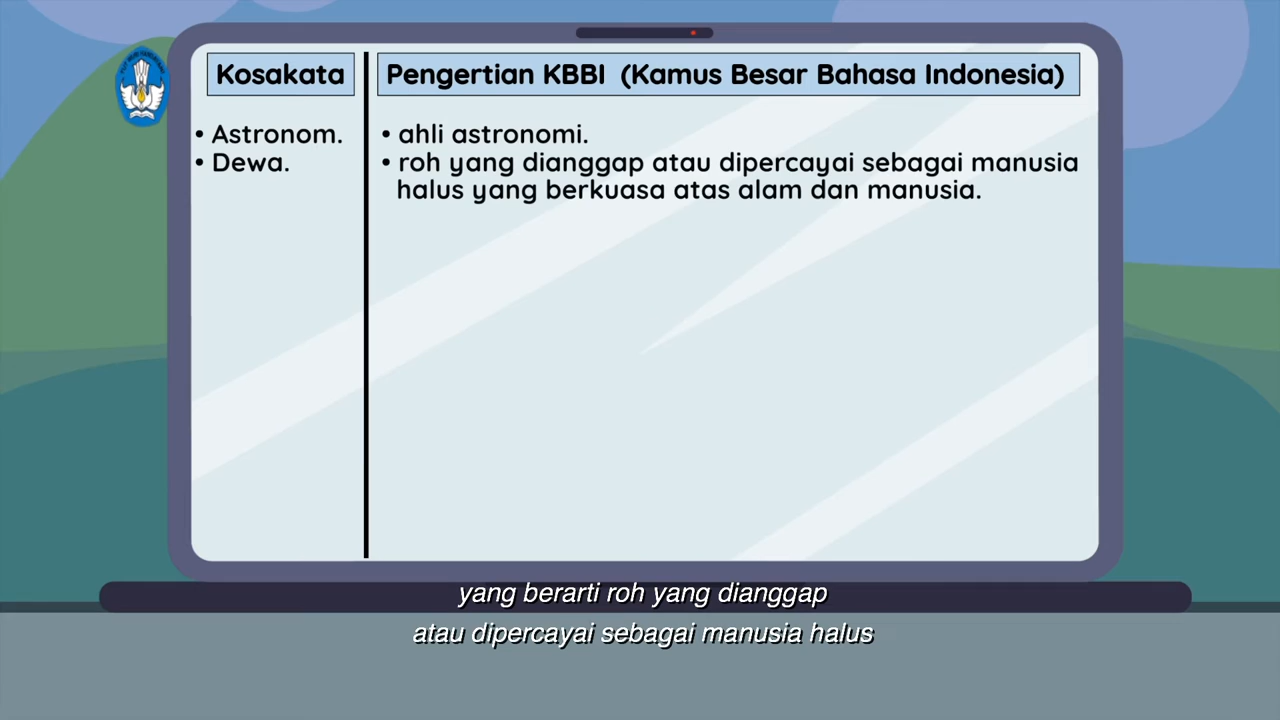 Kosakata
Pengertian KBBI (Kamus Besar Bahasa Indonesia)
• Astronom.
• Dewa.
• ahli astronomi.
• roh yang dianggap atau dipercayai sebagai manusia
halus yang berkuasa atas alam dan manusia.
yang berarti roh yang dianggap
atau dipercayai sebagai manusia halus